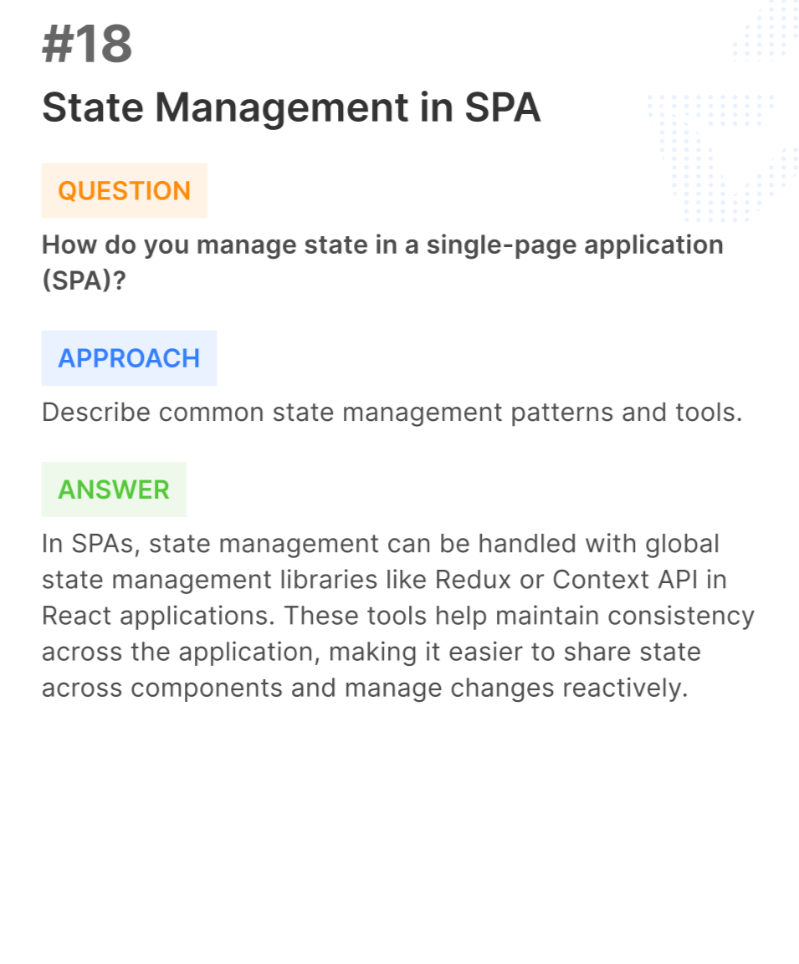 #18
State Management in SPA
QUESTION
How do you manage state in a single-page application
(SPA)?
APPROACH
Describe common state management patterns and tools.
ANSWER
In SPAs, state management can be handled with global
state management libraries like Redux or Context API in
React applications. These tools help maintain consistency
across the application, making it easier to share state
across components and manage changes reactively.